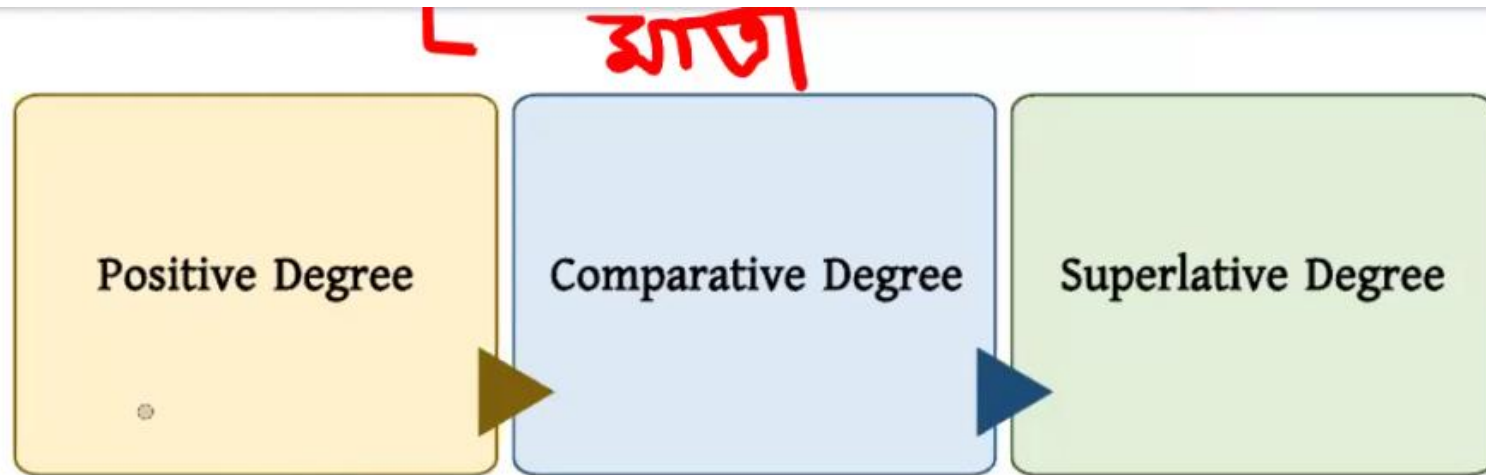 মাত্রা
Positive Degree
Comparative Degree
Superlative Degree